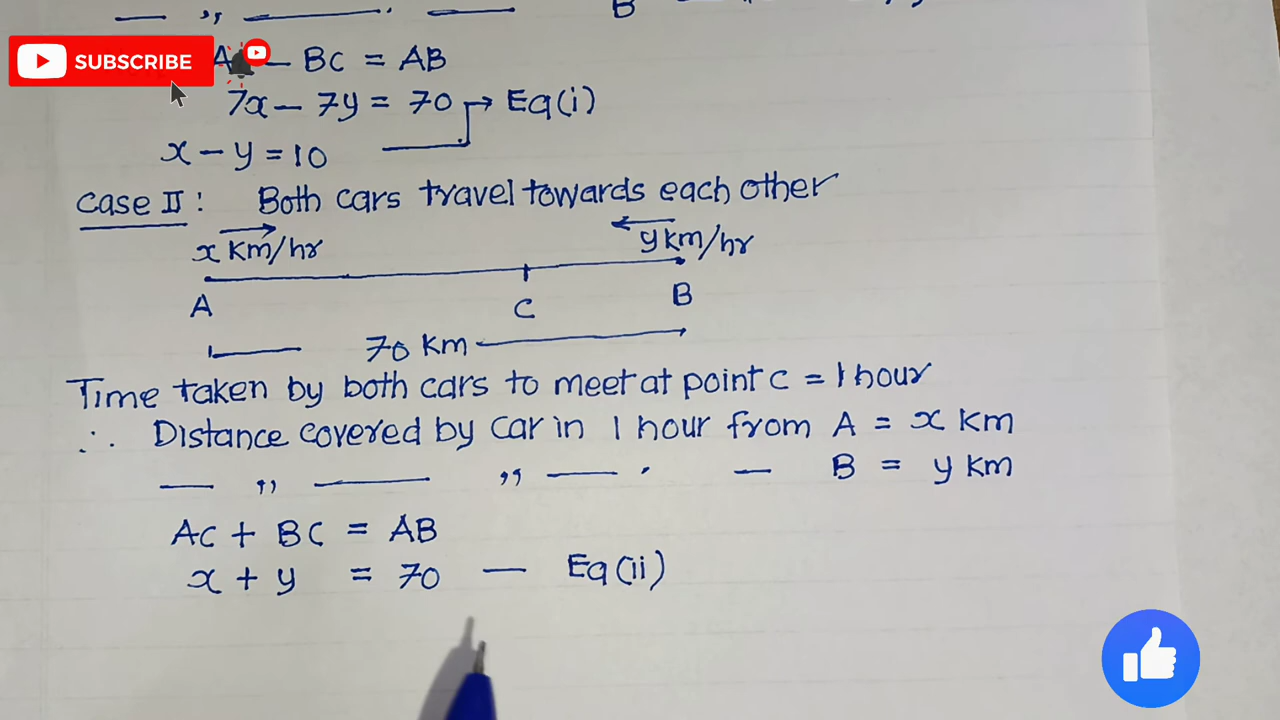 — ,, — . — B
SUBSCRIBE
A — BC = AB
7x — 7y = 70 → Eq(i)
x — y = 10
Case II : Both cars travel towards each other
x Km/hr y km/hr
A C B
70 Km
Time taken by both cars to meet at point C = 1 hour
∴ Distance covered by car in 1 hour from A = x Km
— ,, — ,, — . — B = y Km
AC + BC = AB
x + y = 70 — Eq(ii)